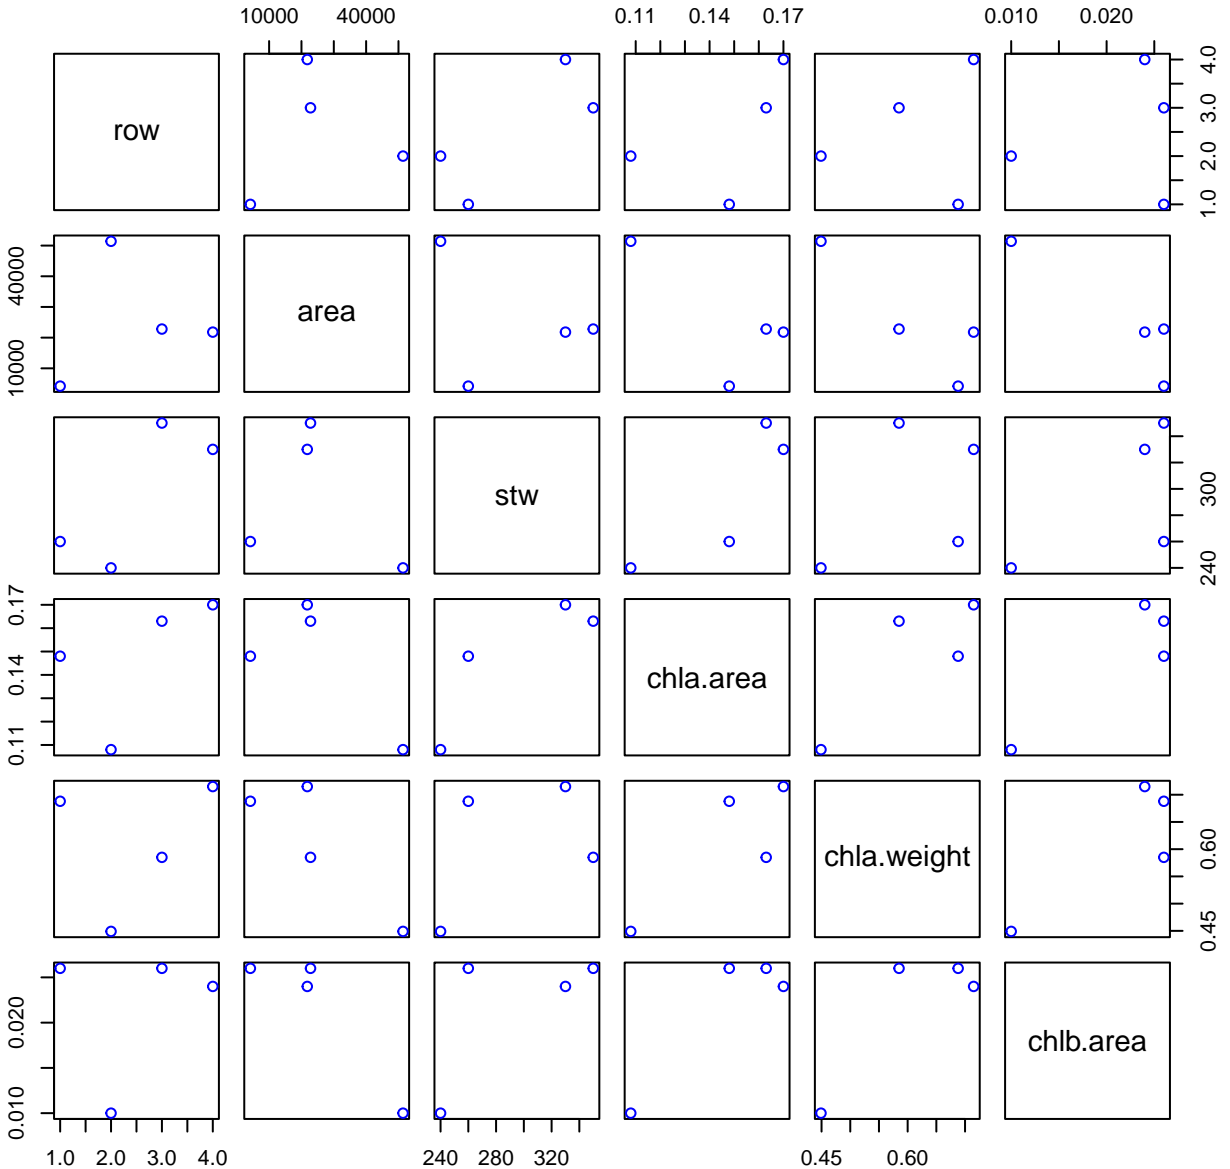 10000 40000 0.11 0.14 0.17 0.010 0.020
row 1.0 2.0 3.0 4.0
10000 40000 area
stw 240 300
0.11 0.14 0.17 chla.area
chla.weight 0.45 0.60
0.010 0.020 chlb.area
1.0 2.0 3.0 4.0 240 280 320 0.45 0.60